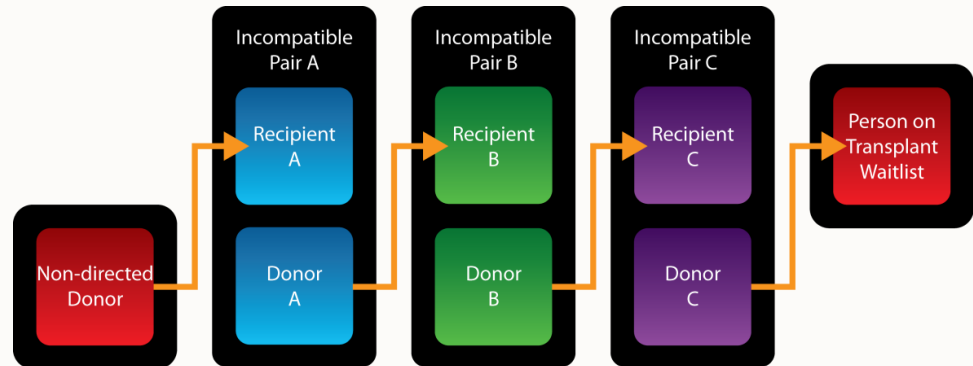 Non-directed
Donor
Incompatible
Pair A
Recipient
A
Donor
A
Incompatible
Pair B
Recipient
B
Donor
B
Incompatible
Pair C
Recipient
C
Donor
C
Person on
Transplant
Waitlist